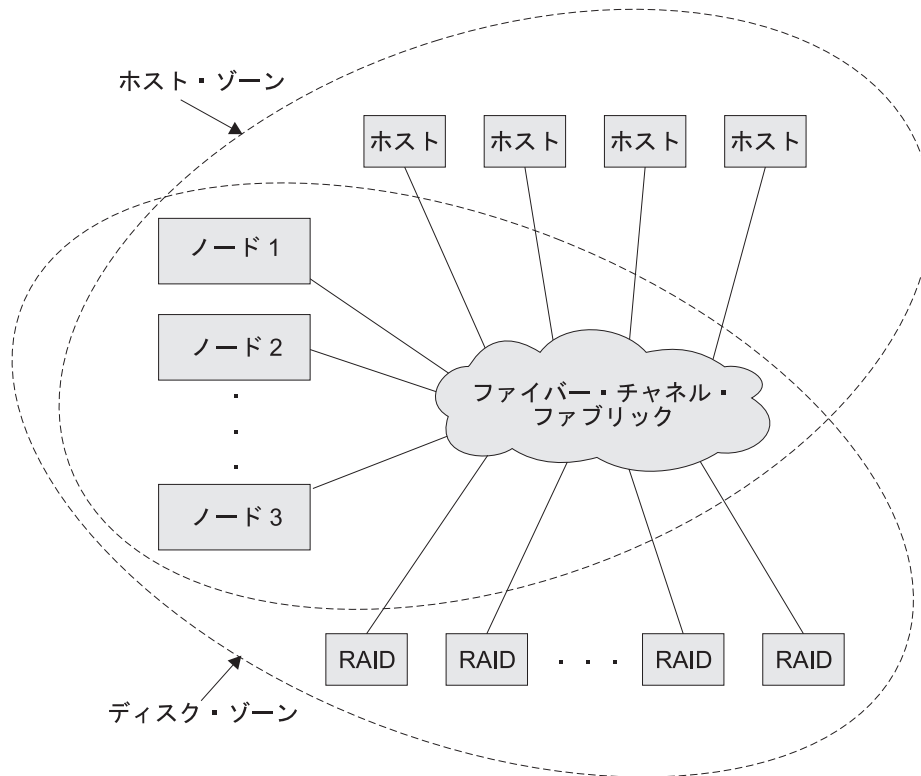 ホスト・ゾーン
ホスト
ホスト
ホスト
ホスト
ノード 1
ノード 2
ファイバー・チャネル・
ファブリック
ノード 3
RAID
RAID
. . .
RAID
RAID
ディスク・ゾーン